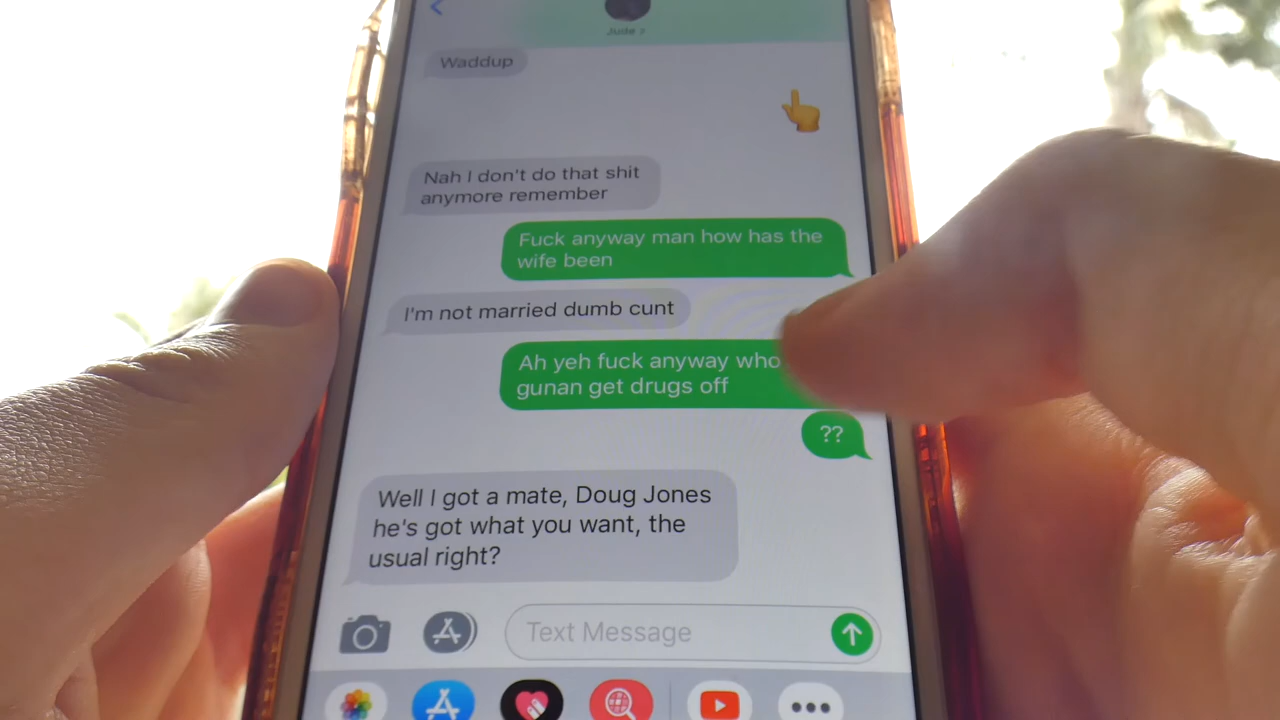 Jude
Waddup
Nah I don't do that shit
anymore remember
Fuck anyway man how has the
wife been
I'm not married dumb cunt
Ah yeh fuck anyway who
gunan get drugs off
??
Well I got a mate, Doug Jones
he's got what you want, the
usual right?
Text Message